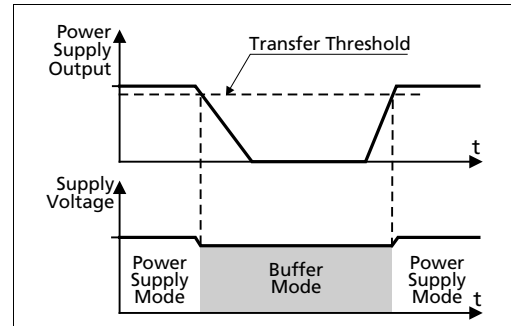 Power
Supply
Output
Transfer Threshold
t
Supply
Voltage
Power
Supply
Mode
Buffer
Mode
Power
Supply
Mode
t